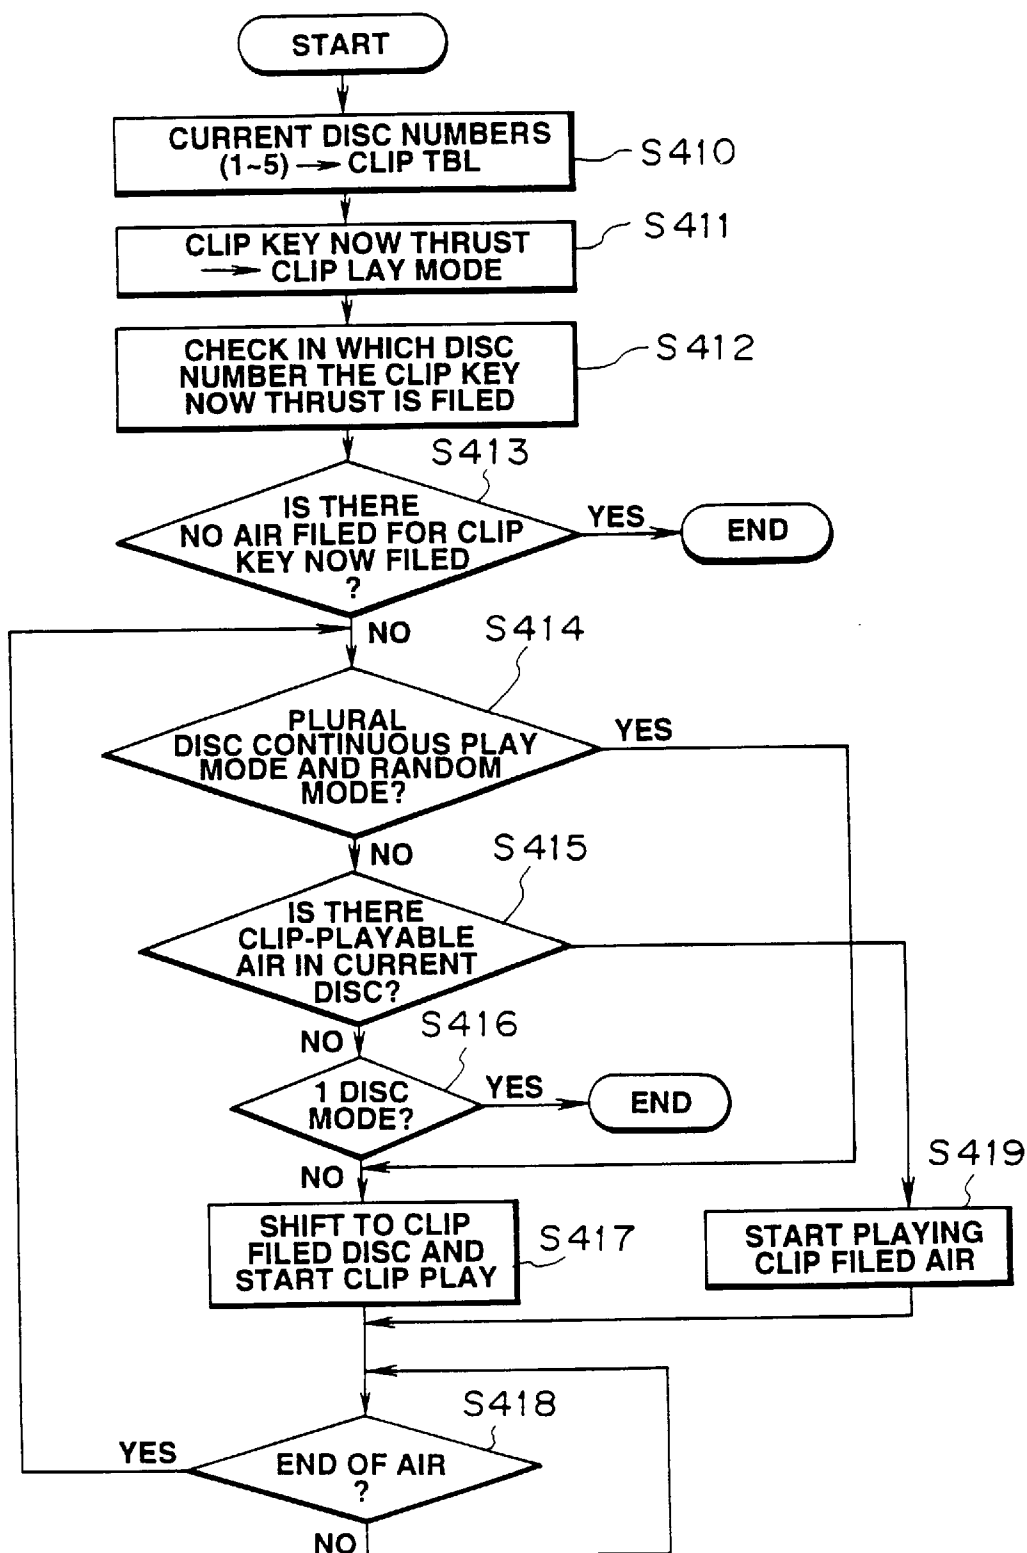 START
CURRENT DISC NUMBERS
(1~5) → CLIP TBL
S410
CLIP KEY NOW THRUST
→ CLIP LAY MODE
S411
CHECK IN WHICH DISC
NUMBER THE CLIP KEY
NOW THRUST IS FILED
S412
S413
IS THERE
NO AIR FILED FOR CLIP
KEY NOW FILED
?
YES
END
NO
S414
PLURAL
DISC CONTINUOUS PLAY
MODE AND RANDOM
MODE?
YES
NO
S415
IS THERE
CLIP-PLAYABLE
AIR IN CURRENT
DISC?
NO
S416
1 DISC
MODE?
YES
END
NO
SHIFT TO CLIP
FILED DISC AND
START CLIP PLAY
S417
S419
START PLAYING
CLIP FILED AIR
S418
YES
END OF AIR
?
NO